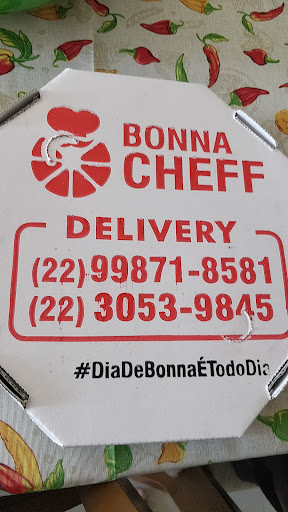 BONNA
CHEFF
DELIVERY
(22) 99871-8581
(22) 3053-9845
#DiaDeBonnaÉTodoDia